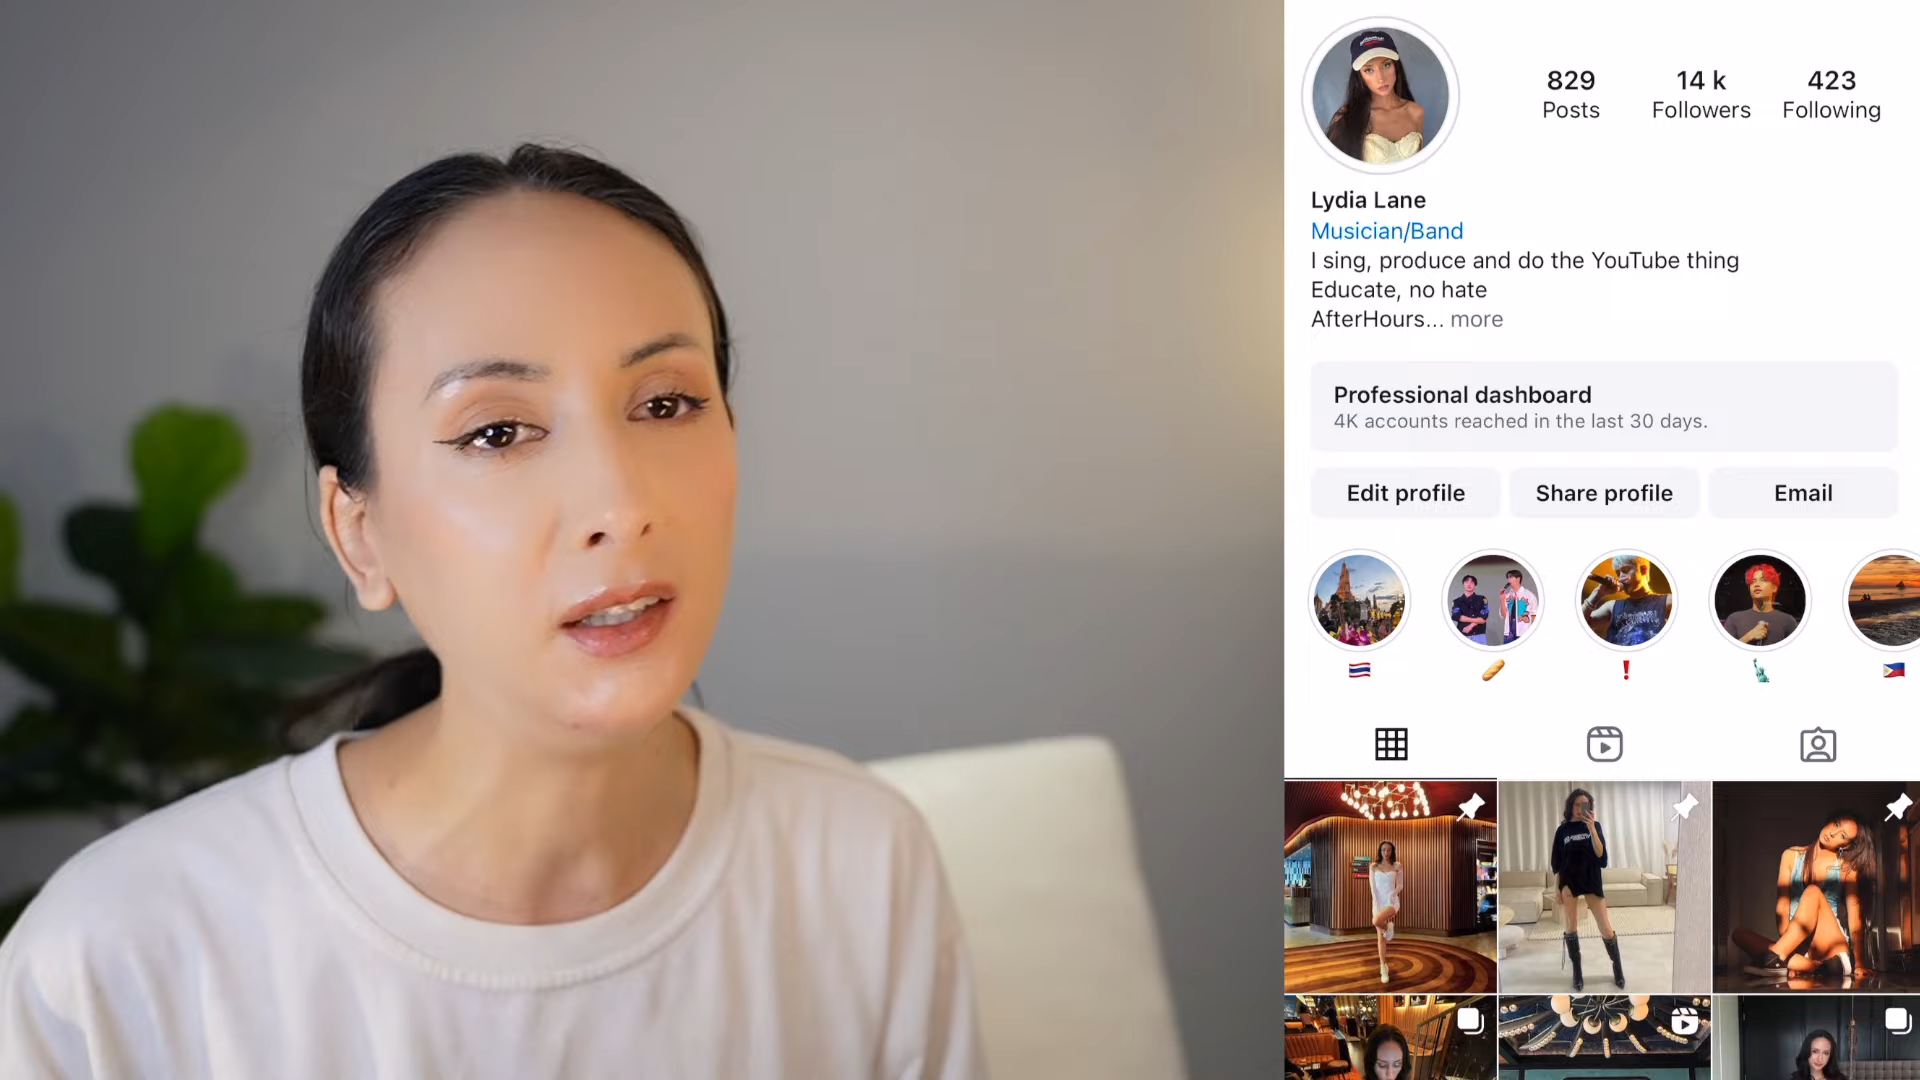 829 14 k 423
Posts Followers Following
Lydia Lane
Musician/Band
I sing, produce and do the YouTube thing
Educate, no hate
AfterHours... more
Professional dashboard
4K accounts reached in the last 30 days.
Edit profile Share profile Email